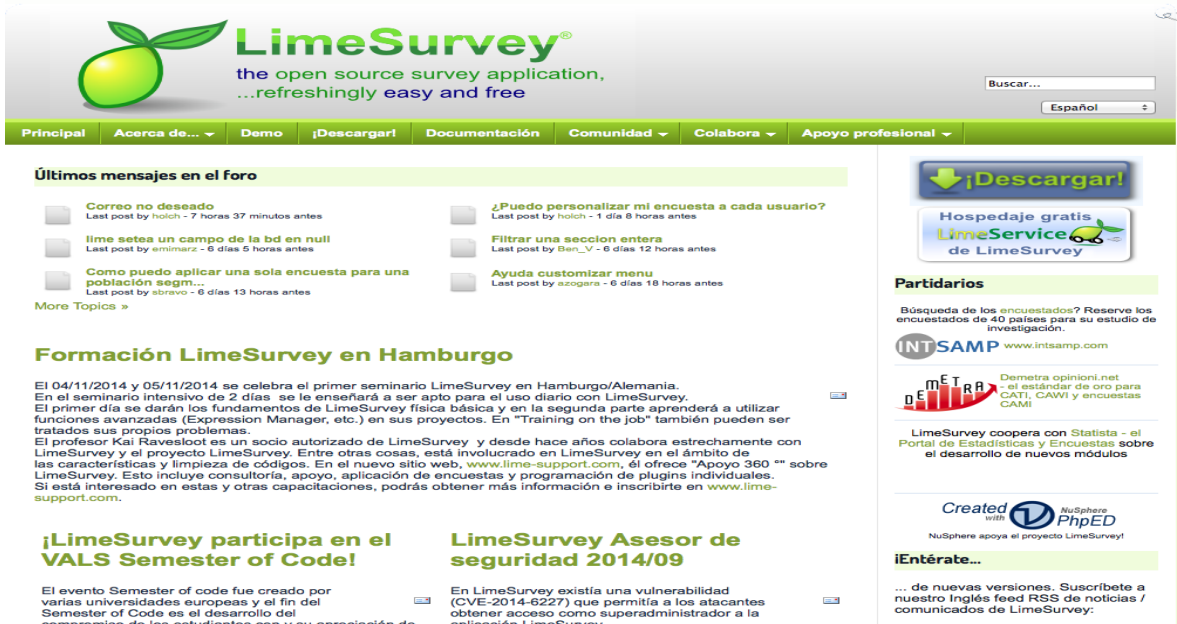 LimeSurvey®
the open source survey application,
...refreshingly easy and free
Buscar...
Español
Principal
Acerca de...
Demo
¡Descargar!
Documentación
Comunidad
Colabora
Apoyo profesional
Últimos mensajes en el foro
Correo no deseado
Last post by holch - 7 horas 37 minutos antes
lime setea un campo de la bd en null
Last post by emimarz - 6 días 5 horas antes
Como puedo aplicar una sola encuesta para una
población segm...
Last post by sbravo - 6 días 13 horas antes
¿Puedo personalizar mi encuesta a cada usuario?
Last post by holch - 1 día 8 horas antes
Filtrar una seccion entera
Last post by Ben_V - 6 días 12 horas antes
Ayuda customizar menu
Last post by azogara - 6 días 18 horas antes
More Topics »
Formación LimeSurvey en Hamburgo
El 04/11/2014 y 05/11/2014 se celebra el primer seminario LimeSurvey en Hamburgo/Alemania.
En el seminario intensivo de 2 días se le enseñará a ser apto para el uso diario con LimeSurvey.
El primer día se darán los fundamentos de LimeSurvey física básica y en la segunda parte aprenderá a utilizar
funciones avanzadas (Expression Manager, etc.) en sus proyectos. En "Training on the job" también pueden ser
tratados sus propios problemas.
El profesor Kai Ravesloot es un socio autorizado de LimeSurvey y desde hace años colabora estrechamente con
LimeSurvey y el proyecto LimeSurvey. Entre otras cosas, está involucrado en LimeSurvey en el ámbito de
las características y limpieza de códigos. En el nuevo sitio web, www.lime-support.com, él ofrece "Apoyo 360 °" sobre
LimeSurvey. Esto incluye consultoría, apoyo, aplicación de encuestas y programación de plugins individuales.
Si está interesado en estas y otras capacitaciones, podrás obtener más información e inscribirte en www.lime-
support.com.
¡LimeSurvey participa en el
VALS Semester of Code!
El evento Semester of code fue creado por
varias universidades europeas y el fin del
Semester of Code es el desarrollo del
compromiso de los estudiantes con y su apreciación de
LimeSurvey Asesor de
seguridad 2014/09
En LimeSurvey existía una vulnerabilidad
(CVE-2014-6227) que permitía a los atacantes
obtener acceso como superadministrador a la
aplicación LimeSurvey
¡Descargar!
Hospedaje gratis
LimeService
de LimeSurvey
Partidarios
Búsqueda de los encuestados? Reserve los
encuestados de 40 países para su estudio de
investigación.
INTSAMP www.intsamp.com
DEMETRA
Demetra opinioni.net
- el estándar de oro para
CATI, CAWI y encuestas
CAMI
LimeSurvey coopera con Statista - el
Portal de Estadísticas y Encuestas sobre
el desarrollo de nuevos módulos
Created
with
NuSphere
PhpED
NuSphere apoya el proyecto LimeSurvey!
¡Entérate...
... de nuevas versiones. Suscríbete a
nuestro Inglés feed RSS de noticias /
comunicados de LimeSurvey: